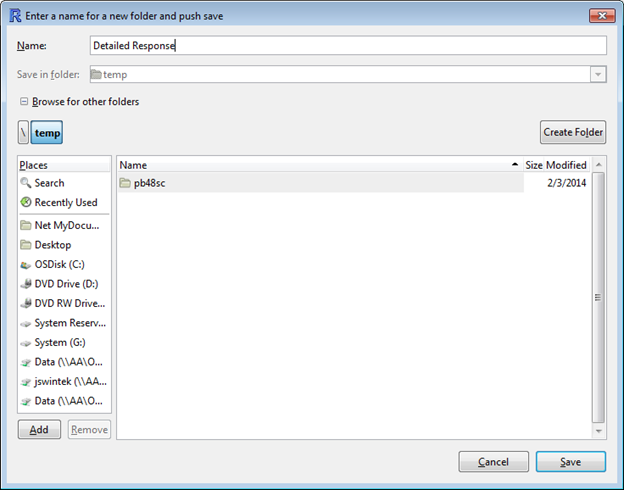 Enter a name for a new folder and push save
Name: Detailed Response
Save in folder: temp
Browse for other folders
\ temp Create Folder
Places Name Size Modified
Search pb48sc 2/3/2014
Recently Used
Net MyDocu...
Desktop
OSDisk (C:)
DVD Drive (D:)
DVD RW Drive...
System Reserv...
System (G:)
Data (\\AA\O...
jswintek (\\AA...
Data (\\AA\O...
Add Remove
Cancel Save